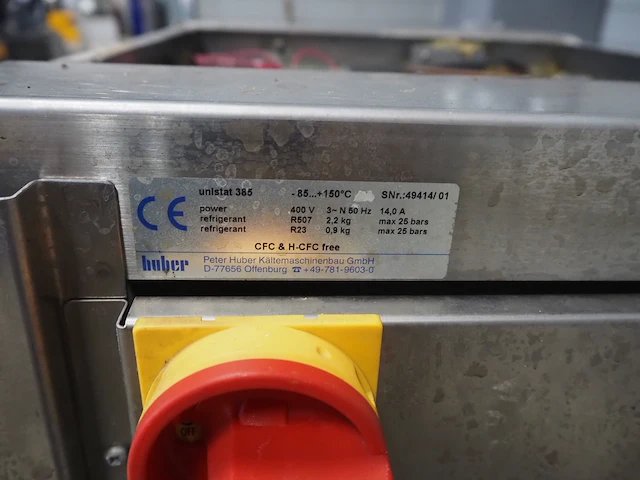 CE
unistat 385 - 85...+150°C SNr.:49414/ 01
power 400 V 3~ N 50 Hz 14,0 A
refrigerant R507 2,2 kg max 25 bars
refrigerant R23 0,9 kg max 25 bars
CFC & H-CFC free
huber Peter Huber Kältemaschinenbau GmbH
D-77656 Offenburg ☎ +49-781-9603-0
OFF